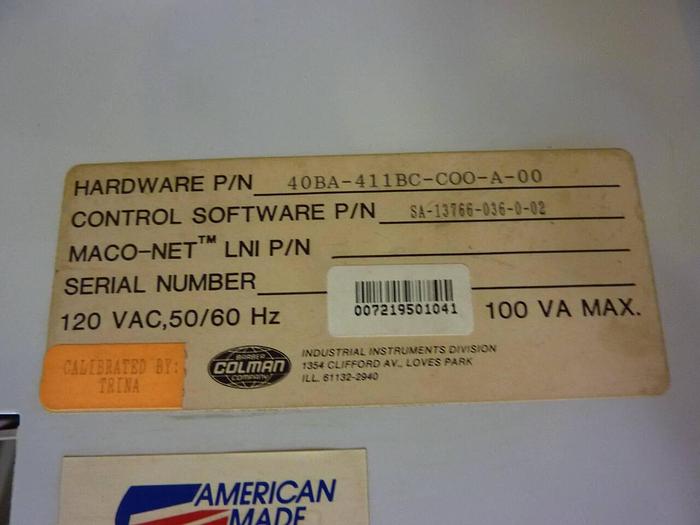 HARDWARE P/N 40BA-411BC-COO-A-00
CONTROL SOFTWARE P/N SA-13766-036-0-02
MACO-NET™ LNI P/N
SERIAL NUMBER
007219501041
120 VAC,50/60 Hz
100 VA MAX.
CALIBRATED BY:
TRINA
BARBER
COLMAN
COMPANY
INDUSTRIAL INSTRUMENTS DIVISION
1354 CLIFFORD AV., LOVES PARK
ILL. 61132-2940
AMERICAN
MADE